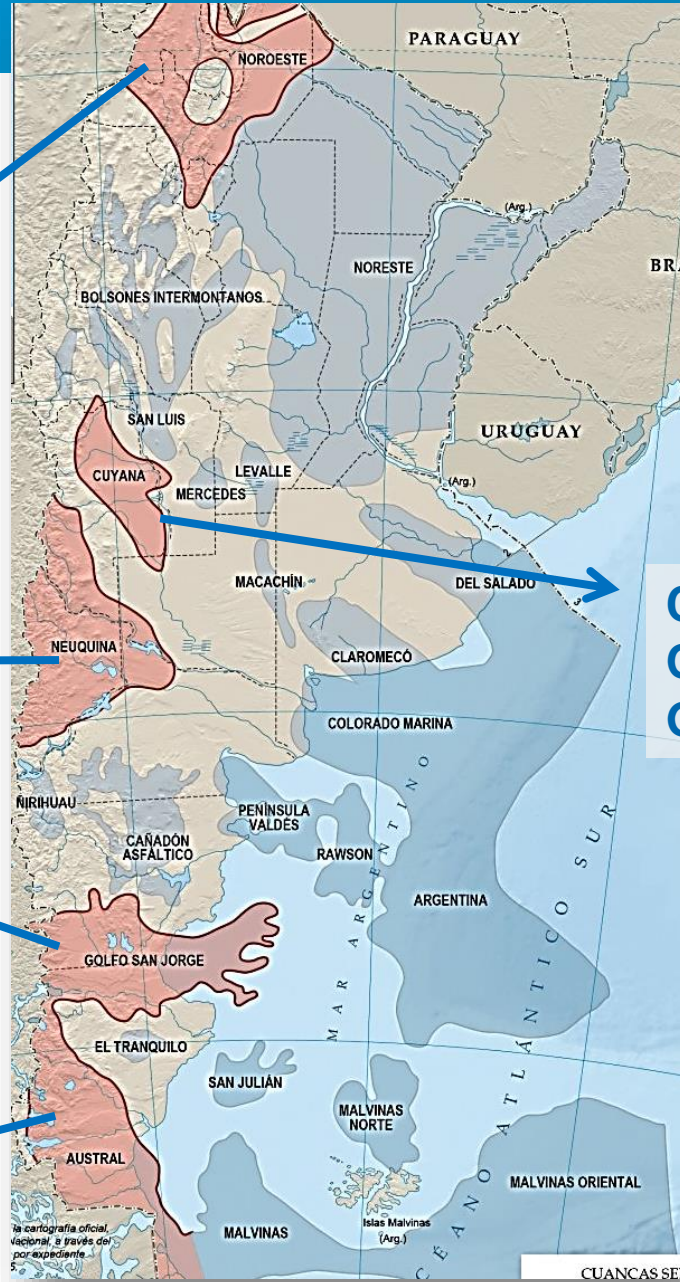 PARAGUAY
NOROESTE
(Arg.)
NORESTE
BRA
BOLSONES INTERMONTANOS
SAN LUIS
URUGUAY
CUYANA
LEVALLE
MERCEDES
(Arg.)
1
2
3
MACACHÍN
DEL SALADO
C
C
C
NEUQUINA
CLAROMECÓ
COLORADO MARINA
ÑIRIHUAU
PENÍNSULA
VALDÉS
CAÑADÓN
ASFÁLTICO
RAWSON
MAR ARGENTINO
ARGENTINA
OCÉANO ATLÁNTICO SUR
GOLFO SAN JORGE
EL TRANQUILO
SAN JULIÁN
MALVINAS
NORTE
AUSTRAL
MALVINAS ORIENTAL
Islas Malvinas
(Arg.)
MALVINAS
la cartografía oficial,
Nacional, a través del
por expediente
CUANCAS SE